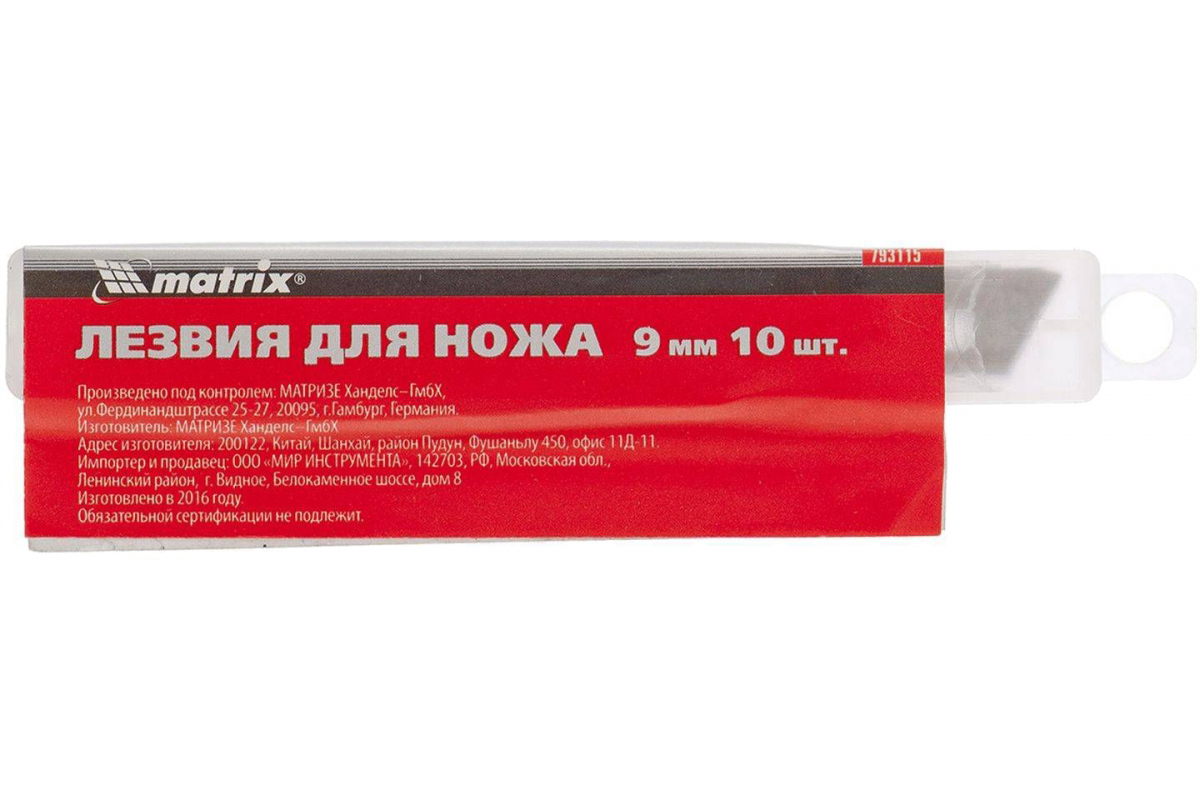 793115
matrix®
ЛЕЗВИЯ ДЛЯ НОЖА 9 мм 10 шт.
Произведено под контролем: МАТРИЗЕ Ханделс–ГмбХ,
ул.Фердинандштрассе 25-27, 20095, г.Гамбург, Германия.
Изготовитель: МАТРИЗЕ Ханделс–ГмбХ
Адрес изготовителя: 200122, Китай, Шанхай, район Пудун, Фушаньлу 450, офис 11Д-11.
Импортер и продавец: ООО «МИР ИНСТРУМЕНТА», 142703, РФ, Московская обл.,
Ленинский район, г. Видное, Белокаменное шоссе, дом 8
Изготовлено в 2016 году.
Обязательной сертификации не подлежит.